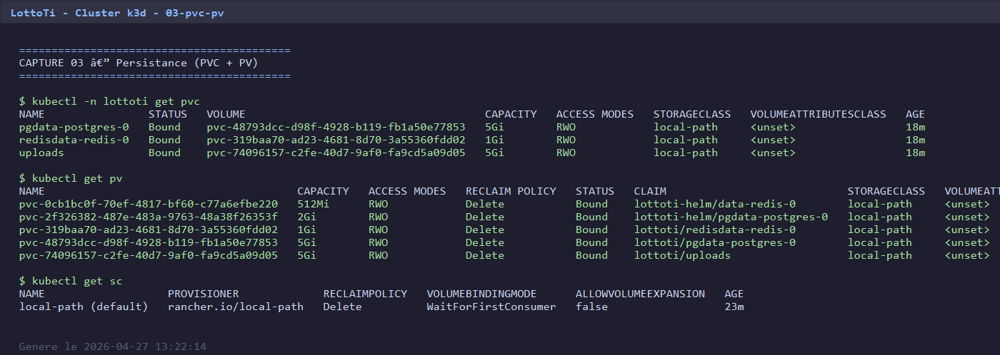 LottoTi - Cluster k3d - 03-pvc-pv
==========================================
CAPTURE 03 â€” Persistance (PVC + PV)
==========================================
$ kubectl -n lottoti get pvc
NAME STATUS VOLUME CAPACITY ACCESS MODES STORAGECLASS VOLUMEATTRIBUTESCLASS AGE
pgdata-postgres-0 Bound pvc-48793dcc-d98f-4928-b119-fb1a50e77853 5Gi RWO local-path <unset> 18m
redisdata-redis-0 Bound pvc-319baa70-ad23-4681-8d70-3a55360fdd02 1Gi RWO local-path <unset> 18m
uploads Bound pvc-74096157-c2fe-40d7-9af0-fa9cd5a09d05 5Gi RWO local-path <unset> 18m
$ kubectl get pv
NAME CAPACITY ACCESS MODES RECLAIM POLICY STATUS CLAIM STORAGECLASS VOLUMEATT
pvc-0cb1bc0f-70ef-4817-bf60-c77a6efbe220 512Mi RWO Delete Bound lottoti-helm/data-redis-0 local-path <unset>
pvc-2f326382-487e-483a-9763-48a38f26353f 2Gi RWO Delete Bound lottoti-helm/pgdata-postgres-0 local-path <unset>
pvc-319baa70-ad23-4681-8d70-3a55360fdd02 1Gi RWO Delete Bound lottoti/redisdata-redis-0 local-path <unset>
pvc-48793dcc-d98f-4928-b119-fb1a50e77853 5Gi RWO Delete Bound lottoti/pgdata-postgres-0 local-path <unset>
pvc-74096157-c2fe-40d7-9af0-fa9cd5a09d05 5Gi RWO Delete Bound lottoti/uploads local-path <unset>
$ kubectl get sc
NAME PROVISIONER RECLAIMPOLICY VOLUMEBINDINGMODE ALLOWVOLUMEEXPANSION AGE
local-path (default) rancher.io/local-path Delete WaitForFirstConsumer false 23m
Genere le 2026-04-27 13:22:14